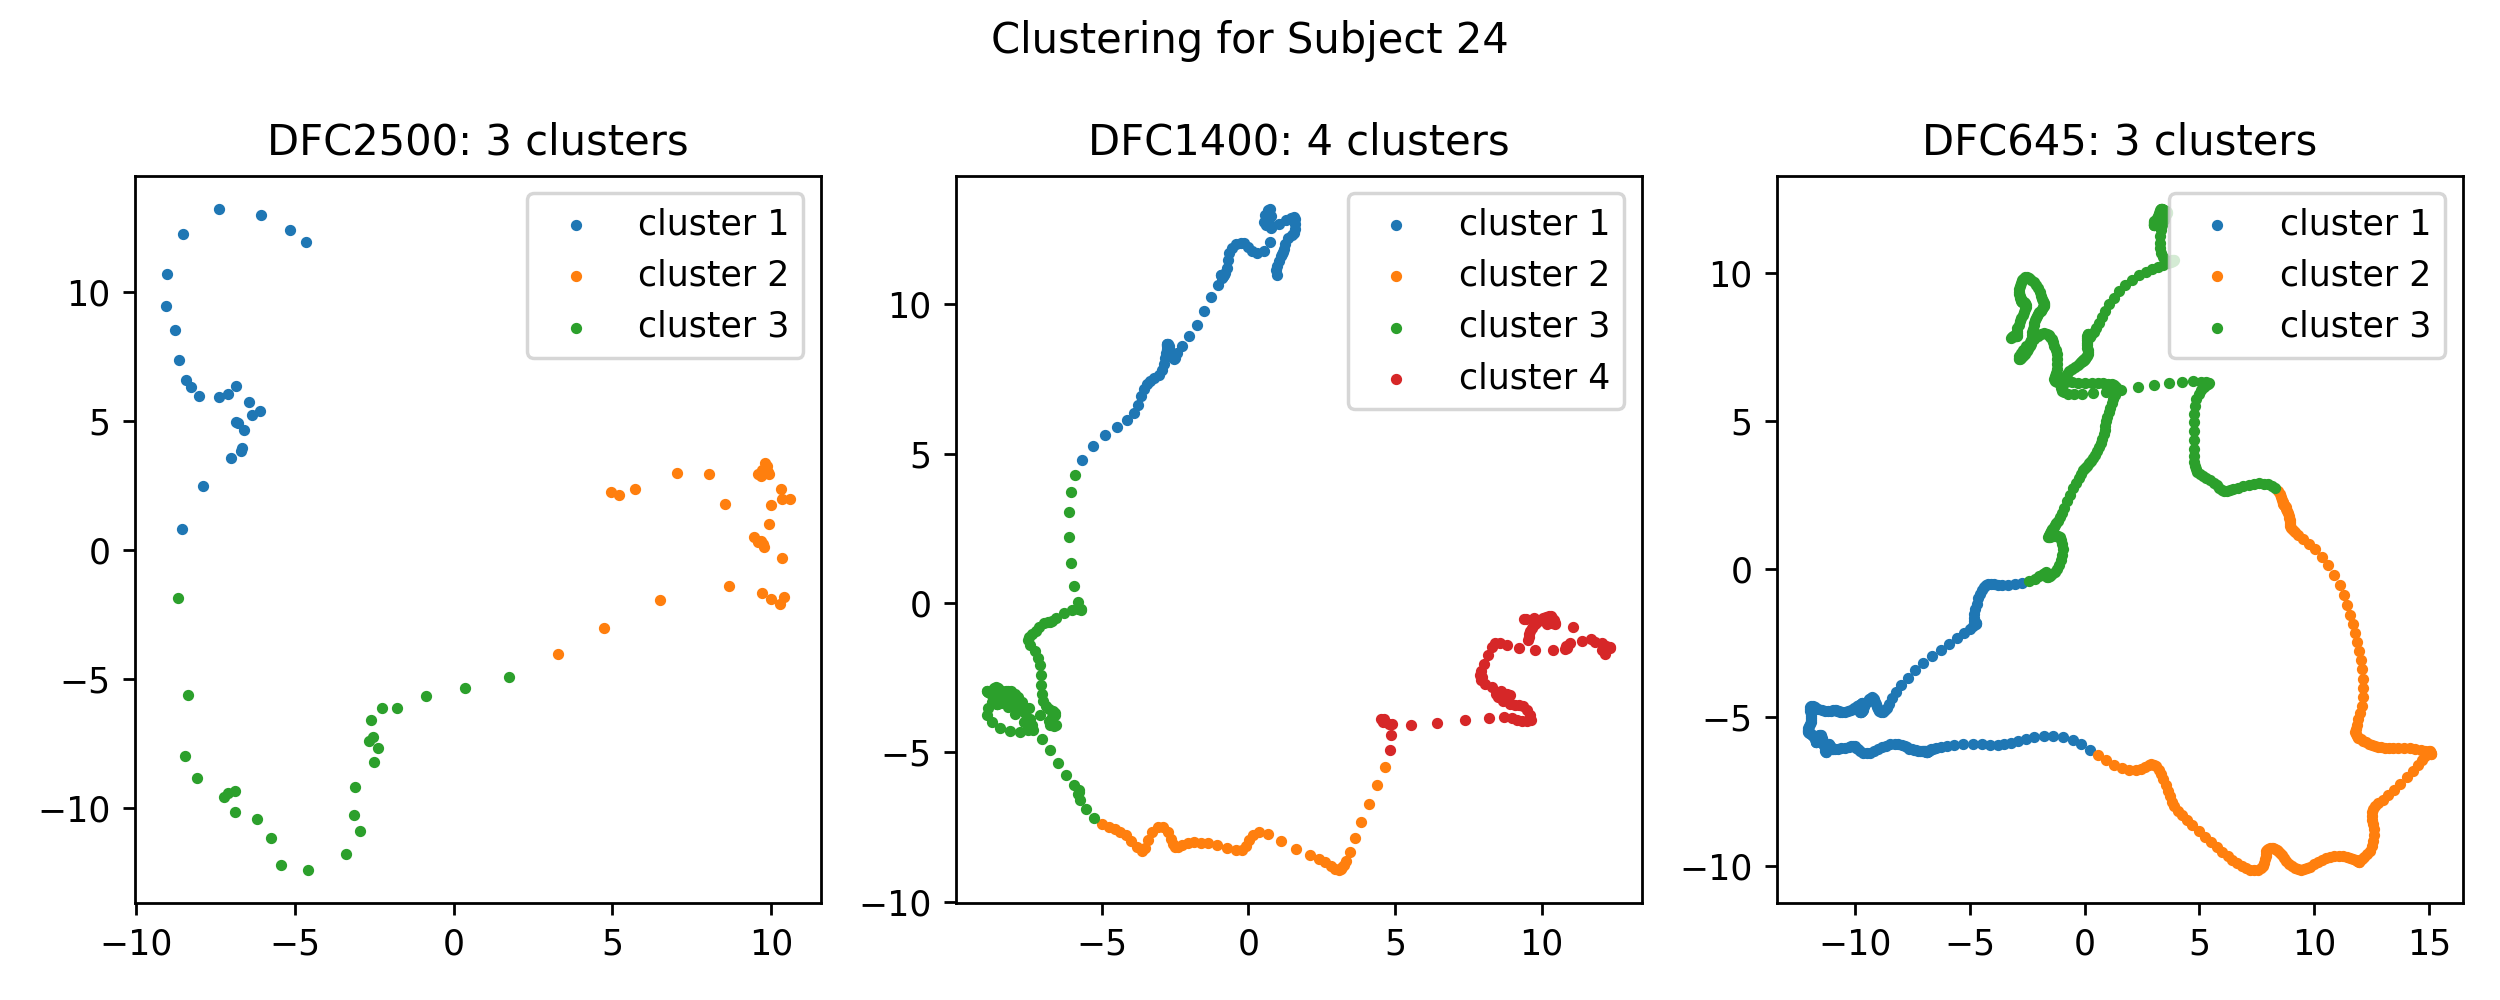 Clustering for Subject 24
DFC2500: 3 clusters
cluster 1
cluster 2
cluster 3
10
5
0
−5
−10
−10
−5
0
5
10
DFC1400: 4 clusters
cluster 1
cluster 2
cluster 3
cluster 4
10
5
0
−5
−10
−5
0
5
10
DFC645: 3 clusters
cluster 1
cluster 2
cluster 3
10
5
0
−5
−10
−10
−5
0
5
10
15